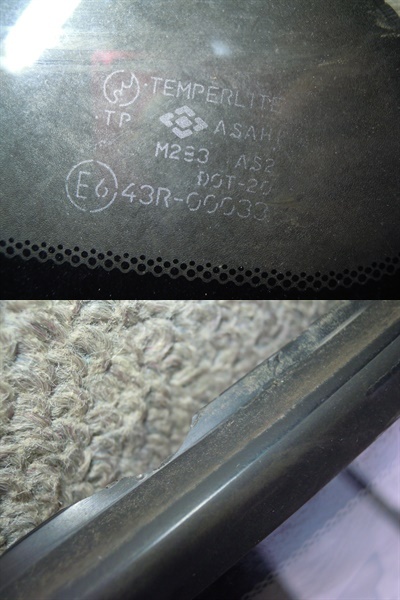 ·TEMPERLITE
·TP ASAHI
M233 AS2
DOT-20
E6 43R-00033